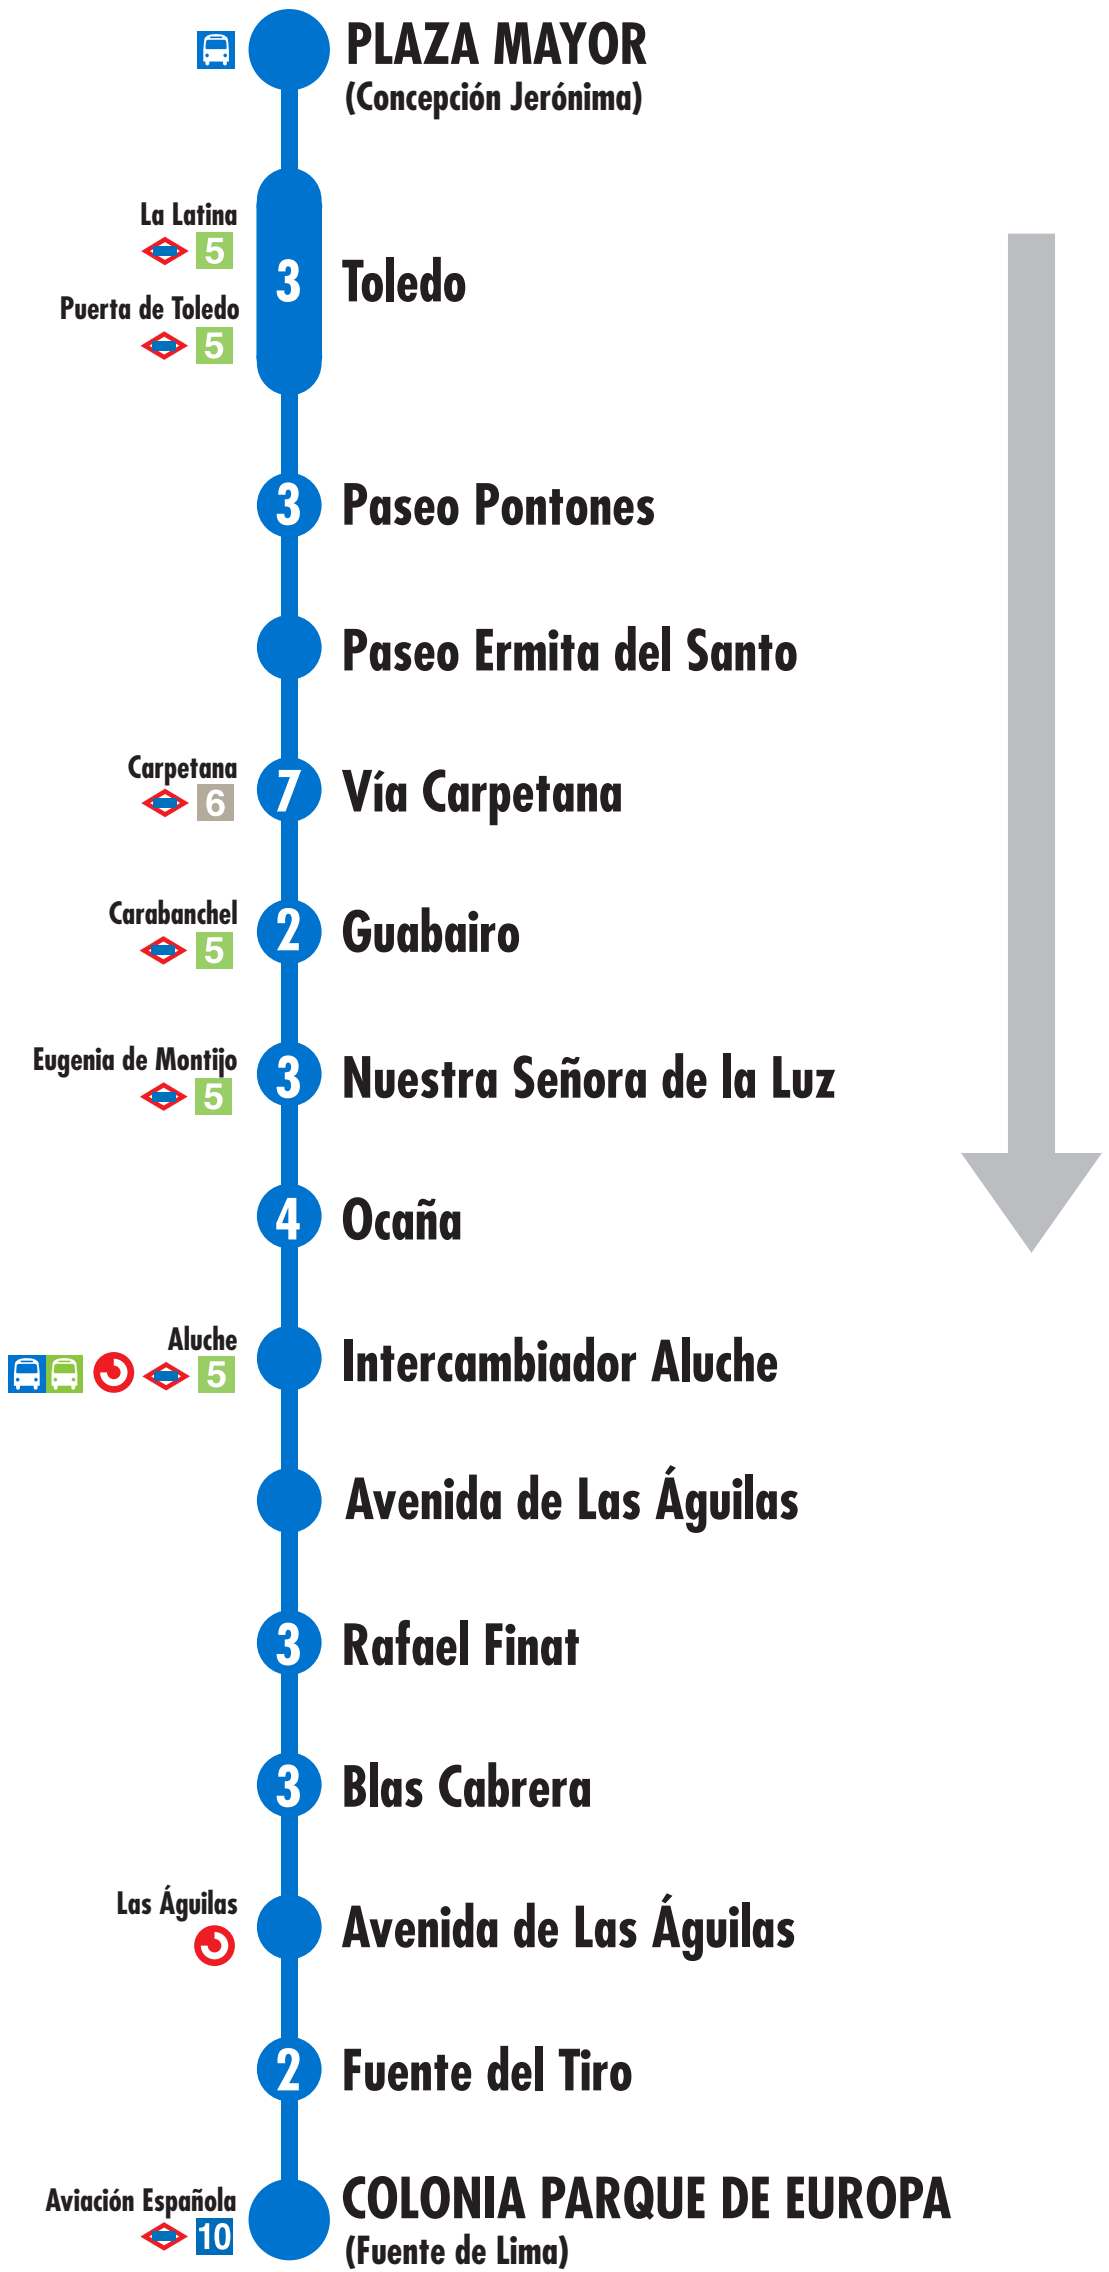 PLAZA MAYOR
(Concepción Jerónima)
La Latina
5
Puerta de Toledo
5
3
Toledo
3
Paseo Pontones
Paseo Ermita del Santo
Carpetana
6
7
Vía Carpetana
Carabanchel
5
2
Guabairo
Eugenia de Montijo
5
3
Nuestra Señora de la Luz
4
Ocaña
Aluche
5
Intercambiador Aluche
Avenida de Las Águilas
3
Rafael Finat
3
Blas Cabrera
Las Águilas
Avenida de Las Águilas
2
Fuente del Tiro
Aviación Española
10
COLONIA PARQUE DE EUROPA
(Fuente de Lima)